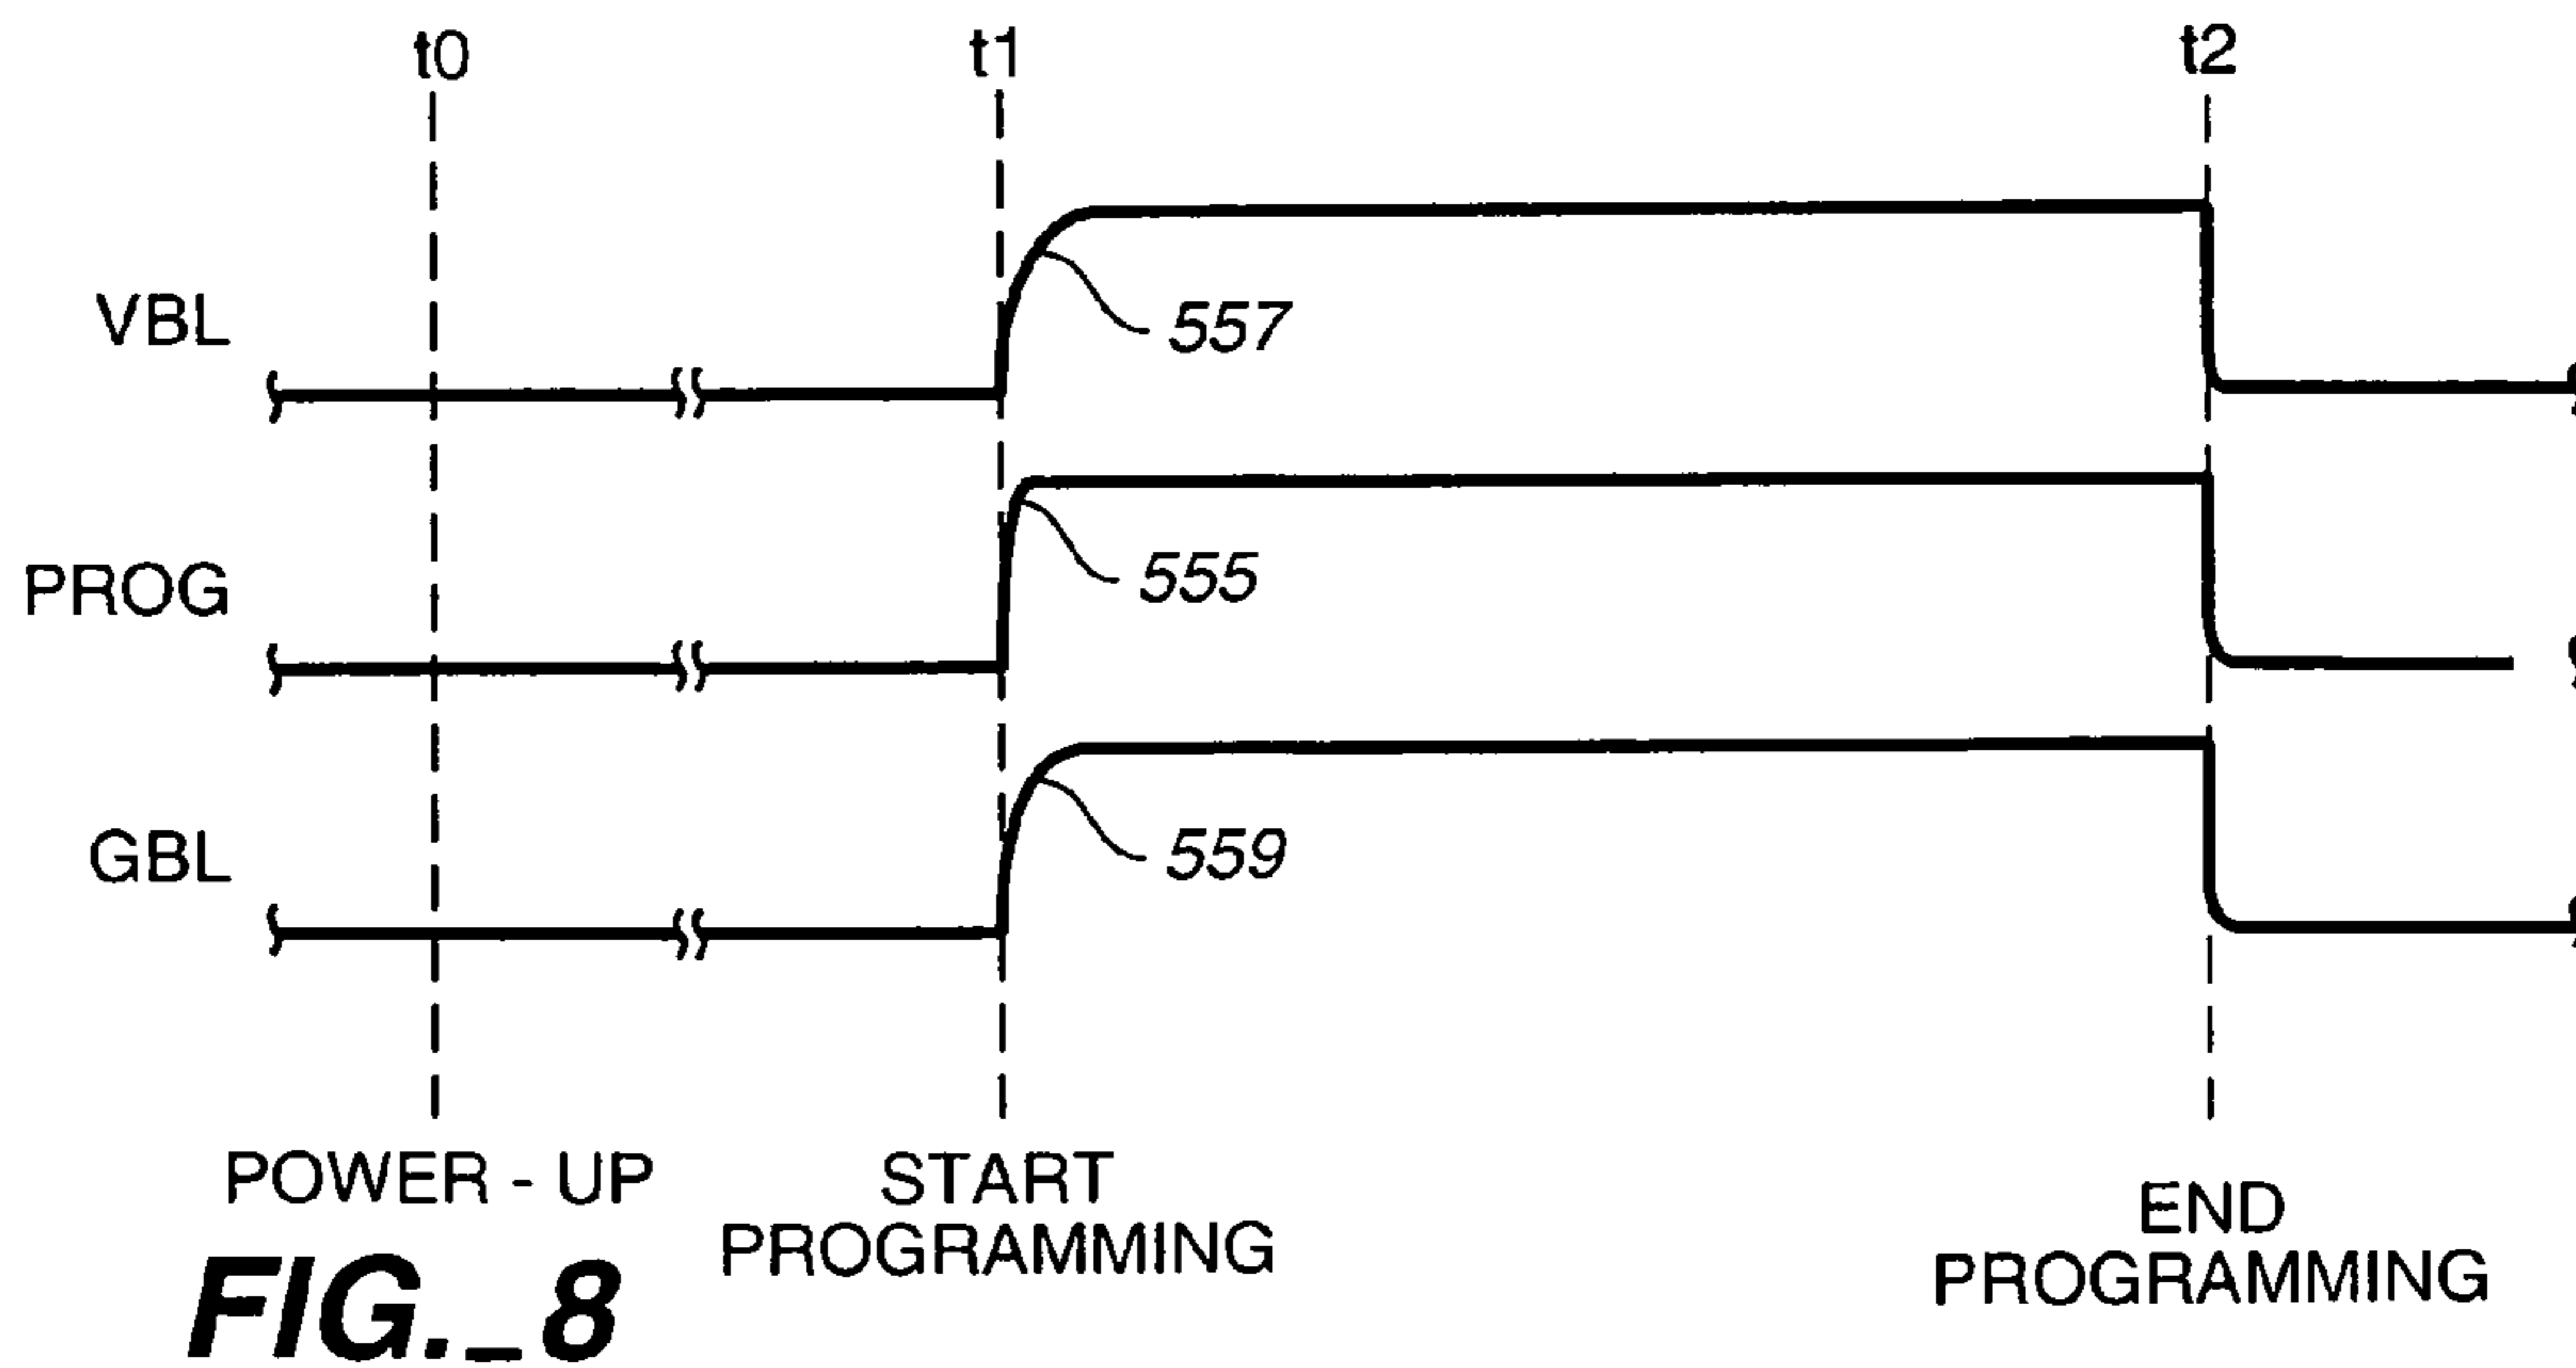 t0
t1
t2
VBL
557
PROG
555
GBL
559
POWER - UP
START
PROGRAMMING
END
PROGRAMMING
FIG._8